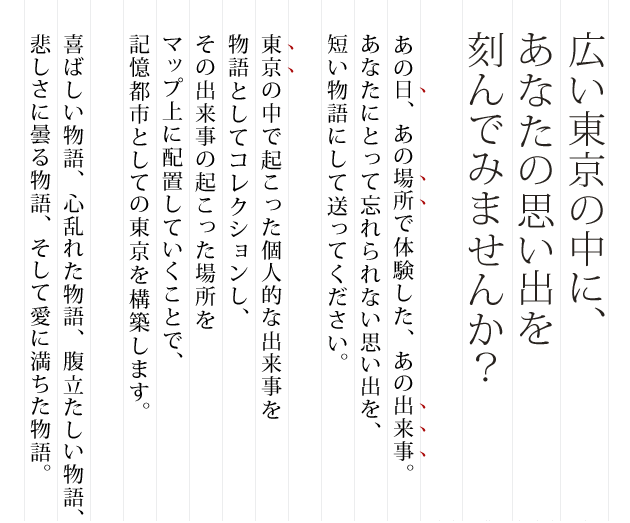 広い東京の中に、
あなたの思い出を
刻んでみませんか？
あの日、あの場所で体験した、あの出来事。
あなたにとって忘れられない思い出を、
短い物語にして送ってください。
東京の中で起こった個人的な出来事を
物語としてコレクションし、
その出来事の起こった場所を
マップ上に配置していくことで、
記憶都市としての東京を構築します。
喜ばしい物語、心乱れた物語、腹立たしい物語、
悲しさに曇る物語、そして愛に満ちた物語。